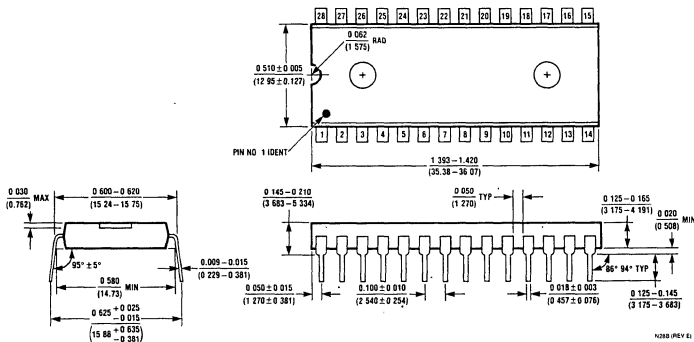 28 27 26 25 24 23 22 21 20 19 18 17 16 15
0 062
(1 575)
RAD
0 510 ± 0 005
(12 95 ± 0.127)
PIN NO 1 IDENT
1 2 3 4 5 6 7 8 9 10 11 12 13 14
1 393 – 1.420
(35.38 – 36 07)
0 030
(0.762)
MAX
0.600 – 0 620
(15 24 – 15 75)
95° ± 5°
0.009 – 0.015
(0 229 – 0.381)
0 580
(14.73)
MIN
0 625 + 0.025
– 0.015
(15 88 + 0.635)
– 0 381
0.145 – 0 210
(3 683 – 5 334)
0.050
(1 270)
TYP
0 125 – 0 165
(3 175 – 4 191)
0 020
(0 508)
MIN
0.050 ± 0 015
(1 270 ± 0 381)
0.100 ± 0 010
(2 540 ± 0 254)
0 018 ± 0 003
(0 457 ± 0 076)
86° 94° TYP
0.125 - 0.145
(3 175 - 3 683)
N28B (REV E)